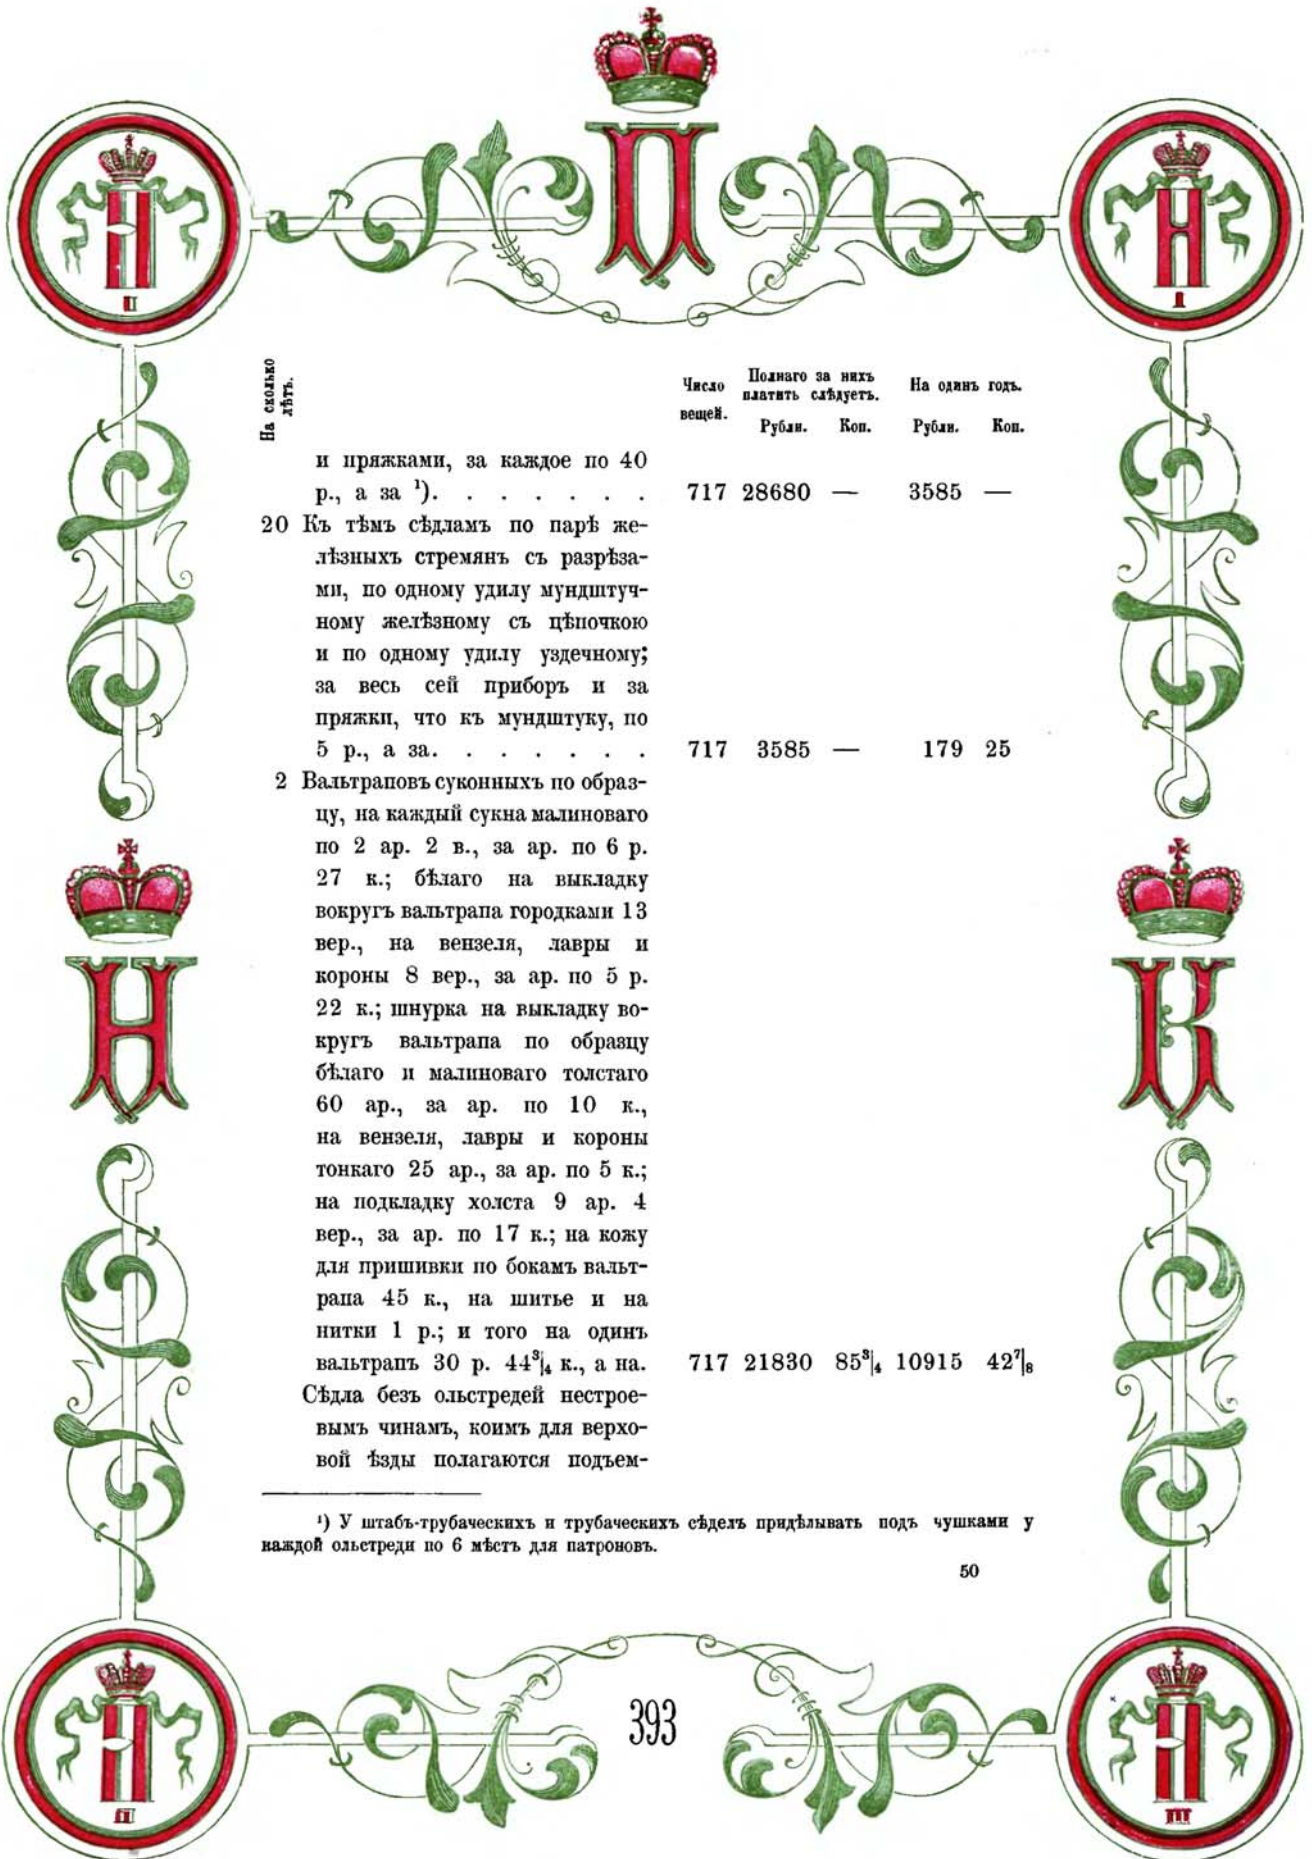 П
Н
II
Н
I
На сколько
лѣтъ.
Число
вещей.
Полнаго за нихъ
платить слѣдуетъ.
На одинъ годъ.
Рубли. Коп. Рубли. Коп.
и пряжками, за каждое по 40
р., а за ¹). . . . . . . 717 28680 — 3585 —
20 Къ тѣмъ сѣдламъ по парѣ же-
лѣзныхъ стремянъ съ разрѣза-
ми, по одному удилу мундштуч-
ному желѣзному съ цѣпочкою
и по одному удилу уздечному;
за весь сей приборъ и за
пряжки, что къ мундштуку, по
5 р., а за. . . . . . . 717 3585 — 179 25
2 Вальтраповъ суконныхъ по образ-
цу, на каждый сукна малиноваго
по 2 ар. 2 в., за ар. по 6 р.
27 к.; бѣлаго на выкладку
вокругъ вальтрапа городками 13
вер., на вензеля, лавры и
короны 8 вер., за ар. по 5 р.
22 к.; шнурка на выкладку во-
кругъ вальтрапа по образцу
бѣлаго и малиноваго толстаго
60 ар., за ар. по 10 к.,
на вензеля, лавры и короны
тонкаго 25 ар., за ар. по 5 к.;
на подкладку холста 9 ар. 4
вер., за ар. по 17 к.; на кожу
для пришивки по бокамъ вальт-
рапа 45 к., на шитье и на
нитки 1 р.; и того на одинъ
вальтрапъ 30 р. 44³|₄ к., а на. 717 21830 85³|₄ 10915 42⁷|₈
Сѣдла безъ ольстредей нестрое-
вымъ чинамъ, коимъ для верхо-
вой ѣзды полагаются подъем-
Н
К
¹) У штабъ-трубаческихъ и трубаческихъ сѣделъ придѣлывать подъ чушками у
каждой ольстреди по 6 мѣстъ для патроновъ.
50
393
Н
II
Н
III